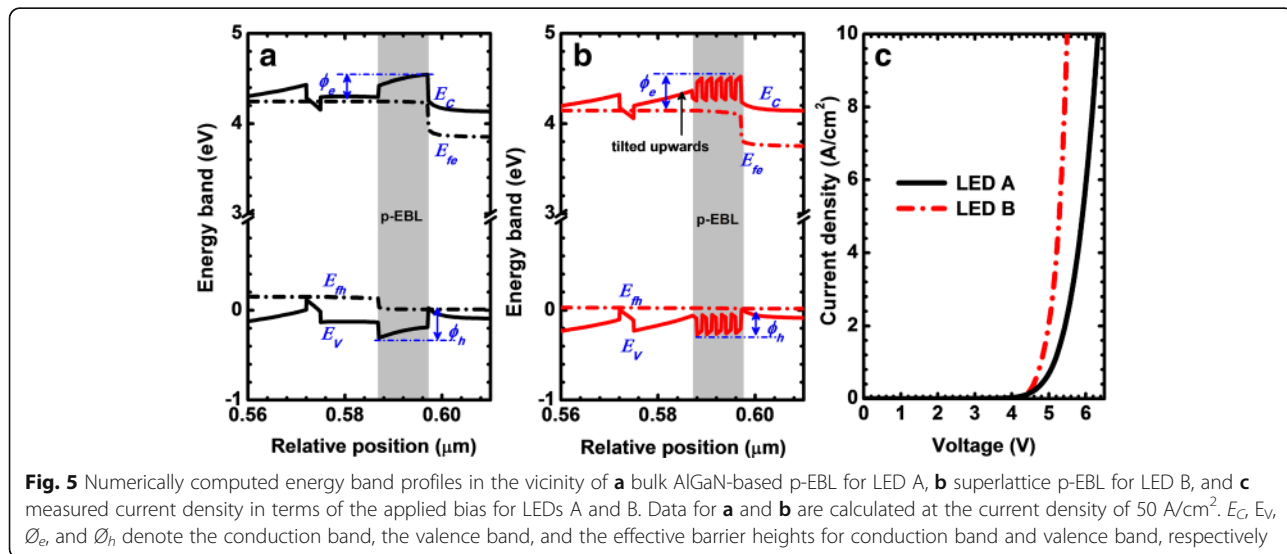 a
5
4
3
0
-1
0.56
0.58
0.60
Energy band (eV)
Relative position (μm)
ϕe
EC
Efe
p-EBL
Efh
EV
ϕh
b
5
4
3
0
-1
0.56
0.58
0.60
Energy band (eV)
Relative position (μm)
ϕe
EC
tilted upwards
Efe
p-EBL
Efh
EV
ϕh
c
10
8
6
4
2
0
0 1 2 3 4 5 6
Current density (A/cm²)
Voltage (V)
LED A
LED B
Fig. 5 Numerically computed energy band profiles in the vicinity of a bulk AlGaN-based p-EBL for LED A, b superlattice p-EBL for LED B, and c
measured current density in terms of the applied bias for LEDs A and B. Data for a and b are calculated at the current density of 50 A/cm². EC, EV,
Øe, and Øh denote the conduction band, the valence band, and the effective barrier heights for conduction band and valence band, respectively